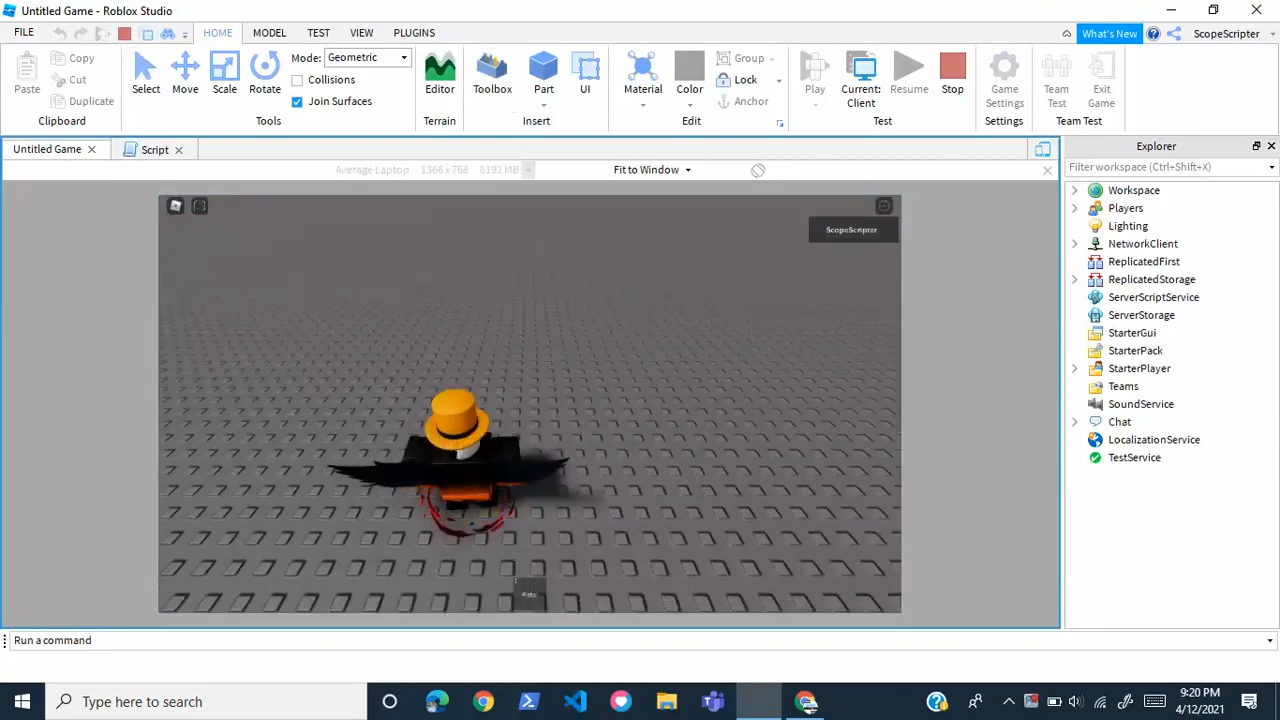 Untitled Game - Roblox Studio
FILE HOME MODEL TEST VIEW PLUGINS What's New ScopeScripter
Paste Copy Cut Duplicate Clipboard
Select Move Scale Rotate Mode: Geometric Collisions Join Surfaces Tools
Editor Terrain
Toolbox Part UI Insert
Material Color Group Lock Anchor Edit
Play Current: Client Resume Stop Test
Game Settings Settings
Team Test Exit Game Team Test
Untitled Game Script
Average Laptop 1366 x 768 8192 MB Fit to Window
ScopeScripter
Explorer
Filter workspace (Ctrl+Shift+X)
Workspace
Players
Lighting
NetworkClient
ReplicatedFirst
ReplicatedStorage
ServerScriptService
ServerStorage
StarterGui
StarterPack
StarterPlayer
Teams
SoundService
Chat
LocalizationService
TestService
Run a command
Type here to search
9:20 PM
4/12/2021